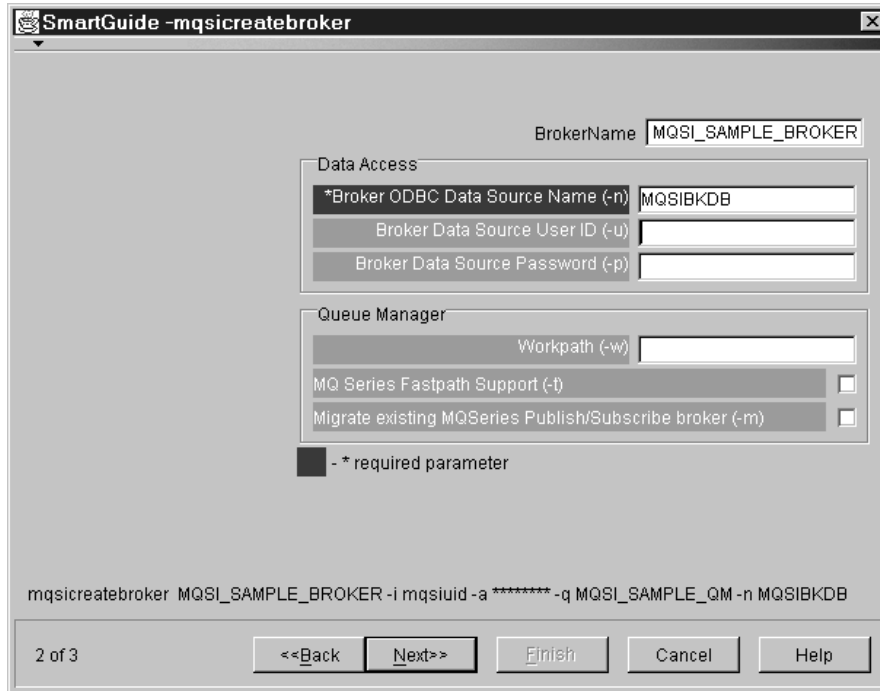 SmartGuide -mqsicreatebroker
BrokerName MQSI_SAMPLE_BROKER
Data Access
*Broker ODBC Data Source Name (-n) MQSIBKDB
Broker Data Source User ID (-u)
Broker Data Source Password (-p)
Queue Manager
Workpath (-w)
MQ Series Fastpath Support (-t)
Migrate existing MQSeries Publish/Subscribe broker (-m)
- * required parameter
mqsicreatebroker MQSI_SAMPLE_BROKER -i mqsiuid -a ******** -q MQSI_SAMPLE_QM -n MQSIBKDB
2 of 3 <<Back Next>> Finish Cancel Help